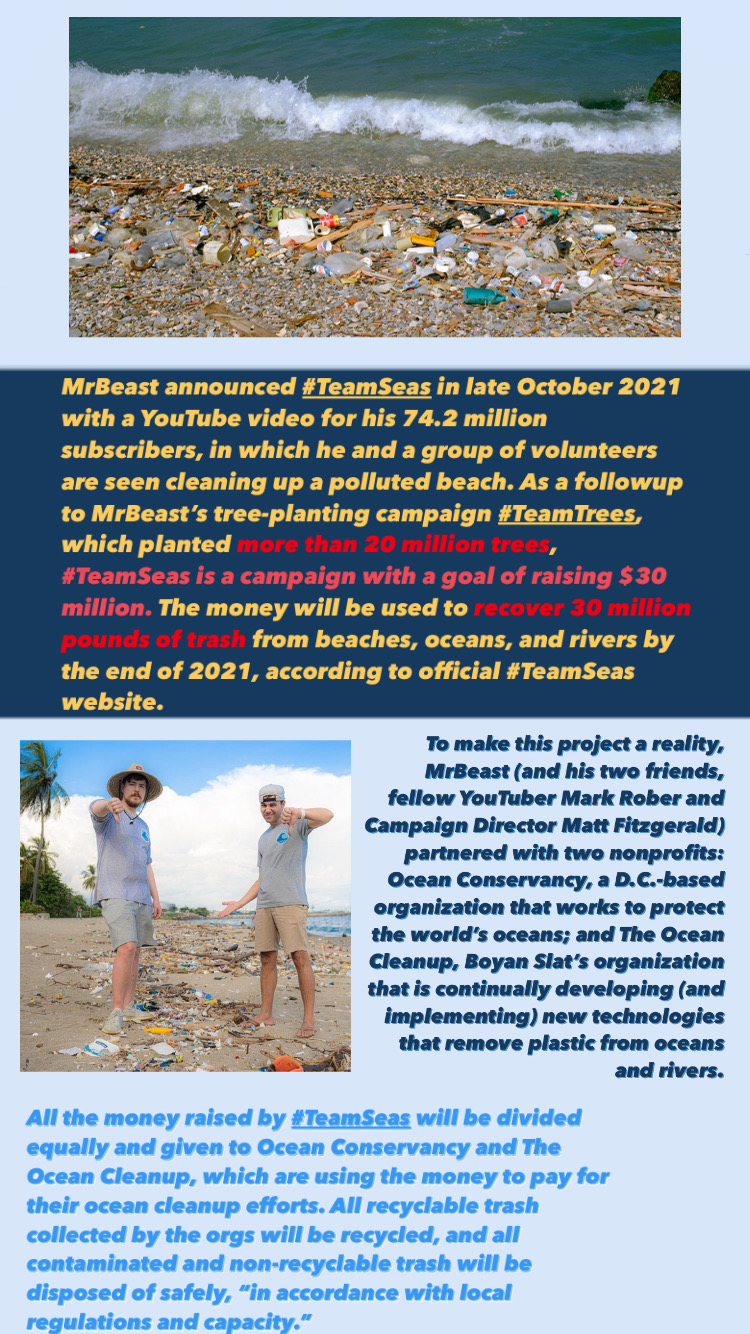 MrBeast announced #TeamSeas in late October 2021
with a YouTube video for his 74.2 million
subscribers, in which he and a group of volunteers
are seen cleaning up a polluted beach. As a followup
to MrBeast’s tree-planting campaign #TeamTrees,
which planted more than 20 million trees,
#TeamSeas is a campaign with a goal of raising $30
million. The money will be used to recover 30 million
pounds of trash from beaches, oceans, and rivers by
the end of 2021, according to official #TeamSeas
website.
To make this project a reality,
MrBeast (and his two friends,
fellow YouTuber Mark Rober and
Campaign Director Matt Fitzgerald)
partnered with two nonprofits:
Ocean Conservancy, a D.C.-based
organization that works to protect
the world’s oceans; and The Ocean
Cleanup, Boyan Slat’s organization
that is continually developing (and
implementing) new technologies
that remove plastic from oceans
and rivers.
All the money raised by #TeamSeas will be divided
equally and given to Ocean Conservancy and The
Ocean Cleanup, which are using the money to pay for
their ocean cleanup efforts. All recyclable trash
collected by the orgs will be recycled, and all
contaminated and non-recyclable trash will be
disposed of safely, “in accordance with local
regulations and capacity.”